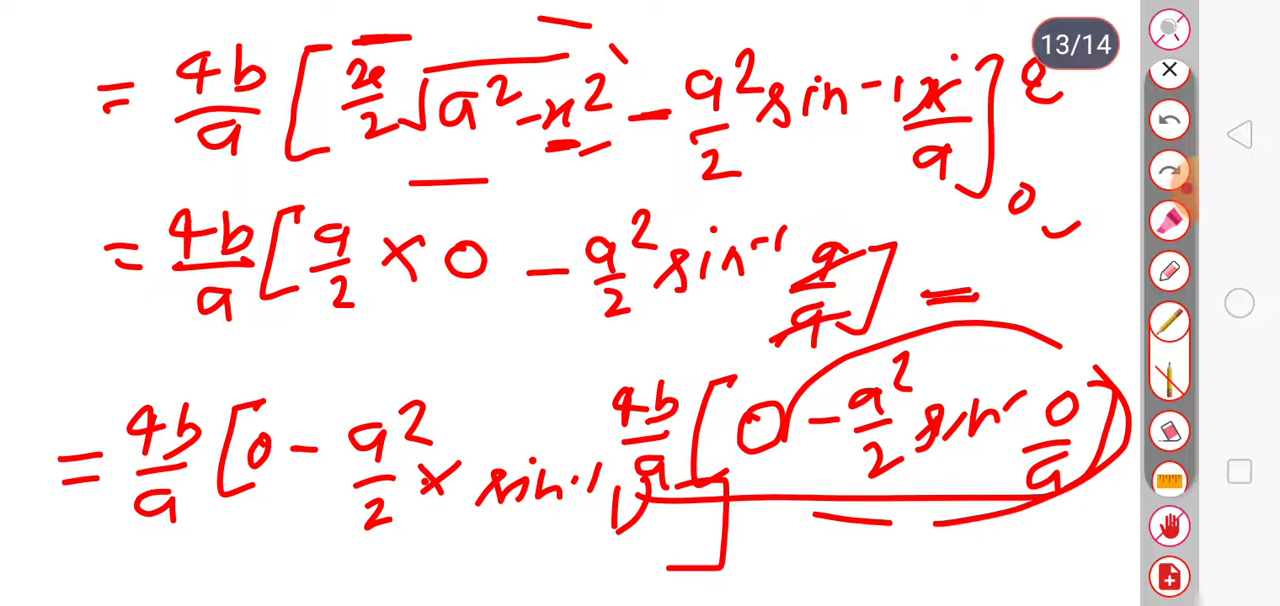 13/14
= 4b/a [x/2 √a² - x² - a²/2 sin⁻¹ x/a]ᵃ₀
= 4b/a [a/2 × 0 - a²/2 sin⁻¹ a/a] =
4b/a [0 - a²/2 sin⁻¹ 0/a]
= 4b/a [0 - a²/2 × sin⁻¹ 1]